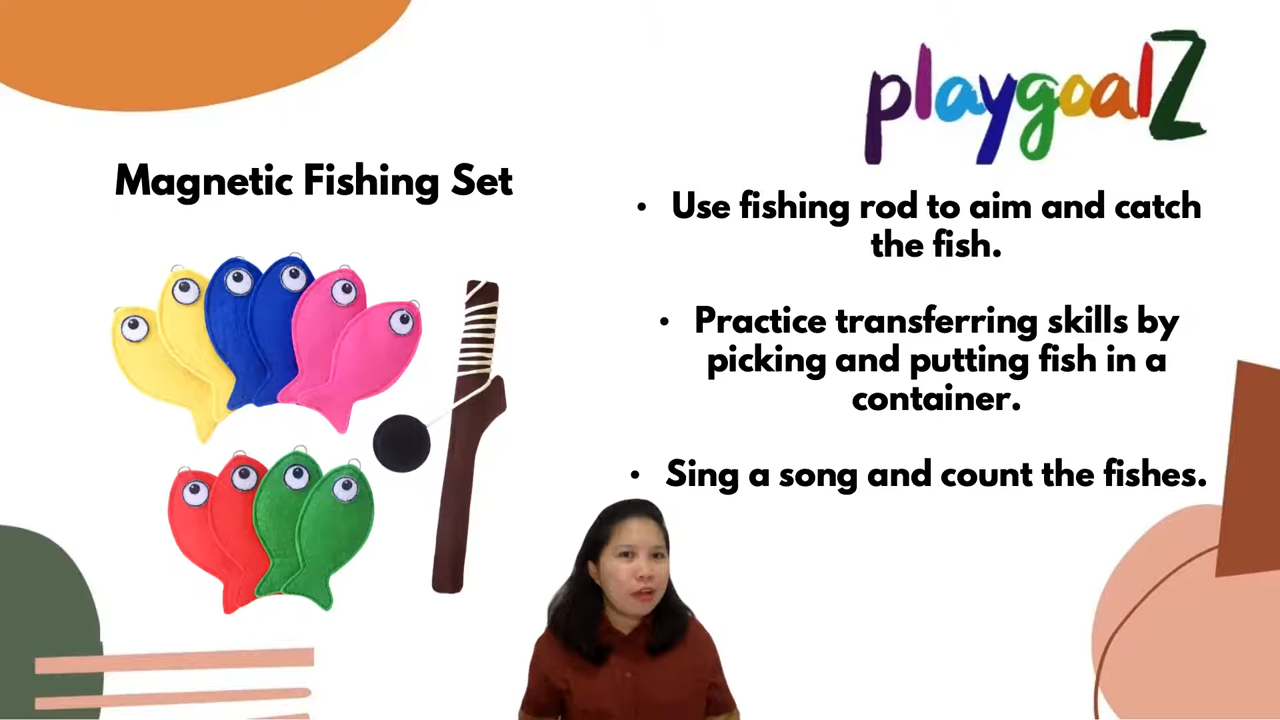 playgoalZ
Magnetic Fishing Set
• Use fishing rod to aim and catch
the fish.
• Practice transferring skills by
picking and putting fish in a
container.
• Sing a song and count the fishes.